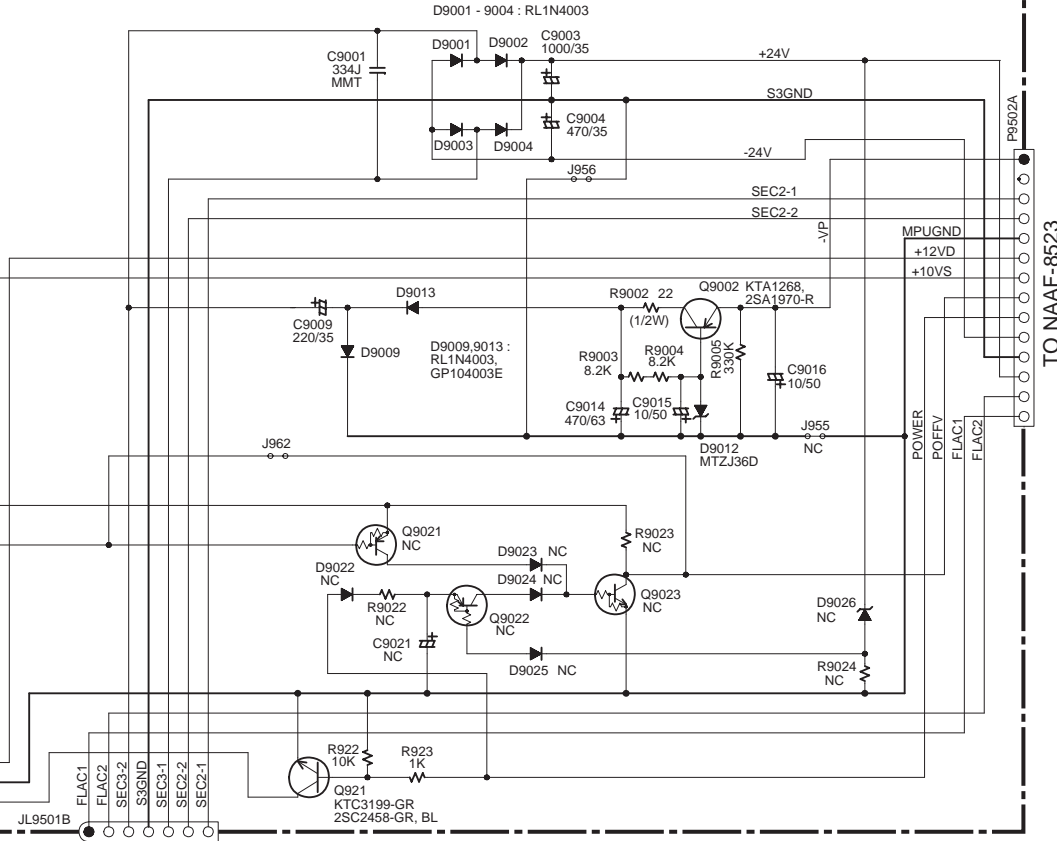 D9001 - 9004 : RL1N4003
C9001
334J
MMT
D9001
D9002
C9003
1000/35
+24V
S3GND
P9502A
C9004
470/35
D9003
D9004
-24V
J956
SEC2-1
SEC2-2
-VP
MPUGND
+12VD
+10VS
TO NAAF-8523
C9009
220/35
D9013
D9009
D9009,9013 :
RL1N4003,
GP104003E
R9002 22
(1/2W)
Q9002 KTA1268,
2SA1970-R
R9003
8.2K
R9004
8.2K
R9005
330K
C9014
470/63
C9015
10/50
C9016
10/50
D9012
MTZJ36D
J955
NC
J962
POWER
POFFV
FLAC1
FLAC2
Q9021
NC
D9022
NC
R9022
NC
C9021
NC
D9023 NC
D9024 NC
Q9022
NC
D9025 NC
R9023
NC
Q9023
NC
D9026
NC
R9024
NC
R922
10K
R923
1K
Q921
KTC3199-GR
2SC2458-GR, BL
JL9501B
FLAC1
FLAC2
SEC3-2
S3GND
SEC3-1
SEC2-2
SEC2-1